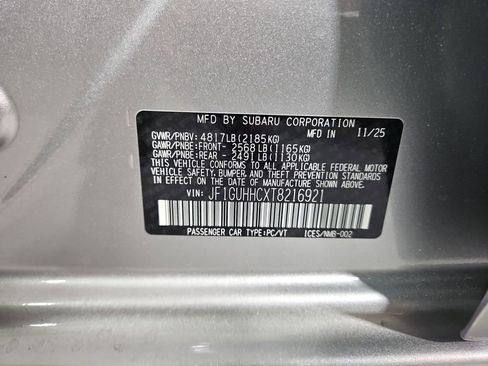 MFD BY SUBARU CORPORATION
GVWR/PNBV: 4817LB(2185KG) MFD IN 11/25
GAWR/PNBE:FRONT- 2568LB(1165KG)
GAWR/PNBE:REAR - 2491LB(1130KG)
THIS VEHICLE CONFORMS TO ALL APPLICABLE FEDERAL MOTOR
VEHICLE SAFETY, BUMPER, AND THEFT PREVENTION STANDARDS
IN EFFECT ON THE DATE OF MANUFACTURE SHOWN ABOVE.
VIN: JF1GUHHCXT8216921
PASSENGER CAR TYPE:PC/VT ICES/NMB-002